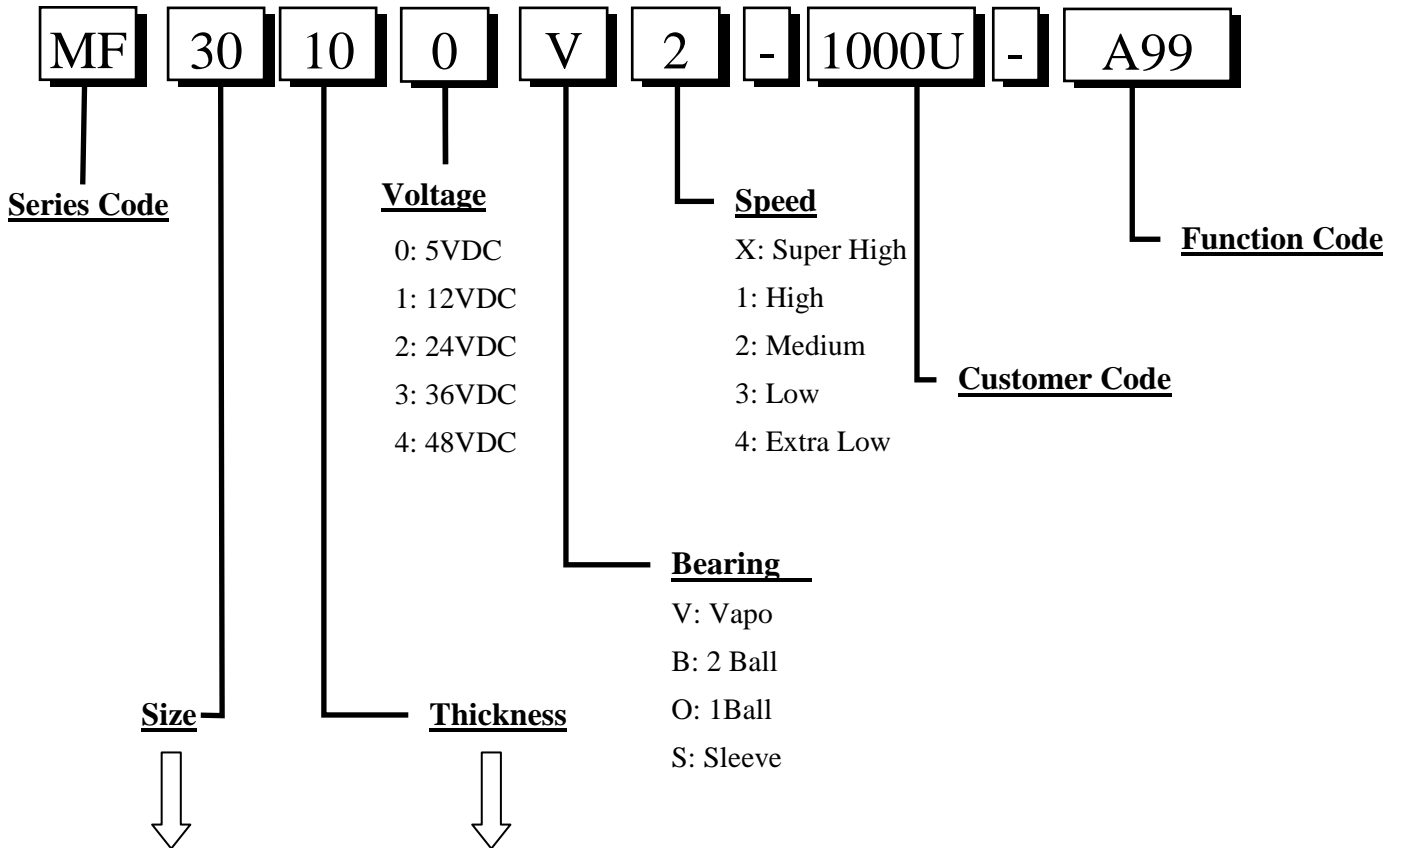 MF 30 10 0 V 2 - 1000U - A99
Series Code
Voltage
0: 5VDC
1: 12VDC
2: 24VDC
3: 36VDC
4: 48VDC
Speed
X: Super High
1: High
2: Medium
3: Low
4: Extra Low
Function Code
Customer Code
Bearing
V: Vapo
B: 2 Ball
O: 1Ball
S: Sleeve
Size
Thickness